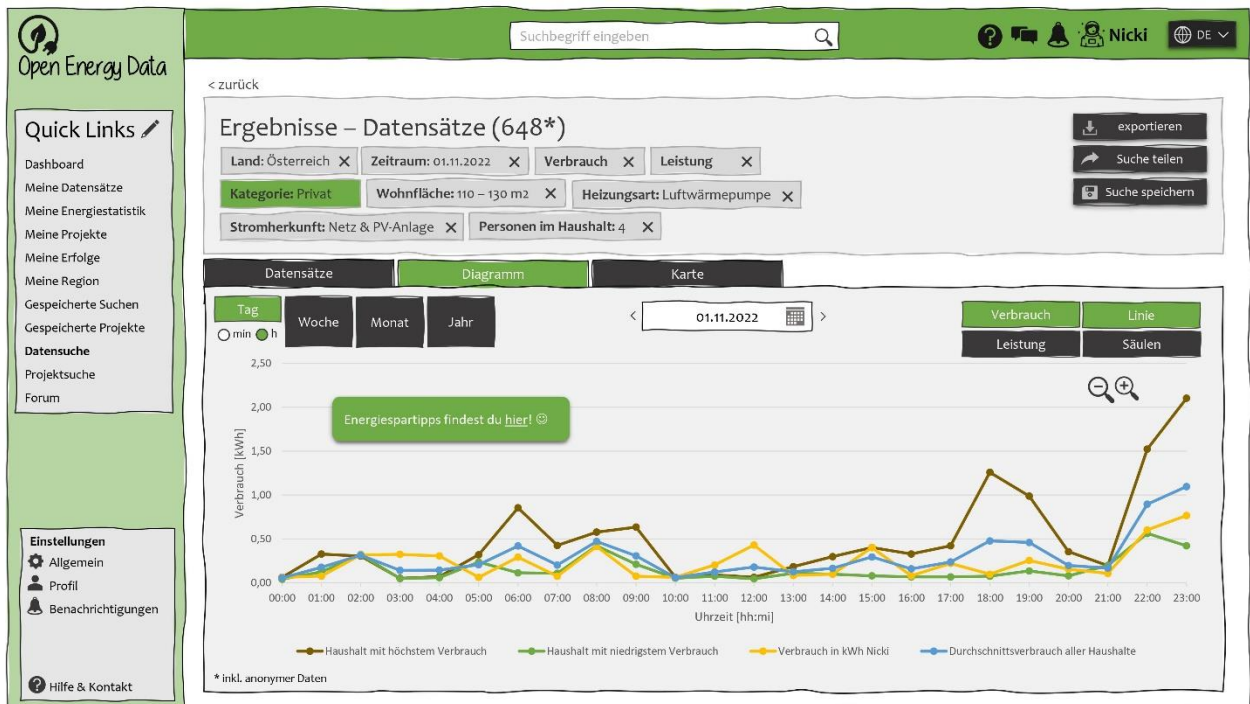 Open Energy Data
Suchbegriff eingeben
Nicki
DE
Quick Links
Dashboard
Meine Datensätze
Meine Energiestatistik
Meine Projekte
Meine Erfolge
Meine Region
Gespeicherte Suchen
Gespeicherte Projekte
Datensuche
Projektsuche
Forum
Einstellungen
Allgemein
Profil
Benachrichtigungen
Hilfe & Kontakt
< zurück
Ergebnisse – Datensätze (648*)
Land: Österreich X Zeitraum: 01.11.2022 X Verbrauch X Leistung X
Kategorie: Privat Wohnfläche: 110 – 130 m2 X Heizungsart: Luftwärmepumpe X
Stromherkunft: Netz & PV-Anlage X Personen im Haushalt: 4 X
exportieren
Suche teilen
Suche speichern
Datensätze Diagramm Karte
Tag Woche Monat Jahr
min h
< 01.11.2022 >
Verbrauch Linie
Leistung Säulen
Energiespartipps findest du hier! ☺
Verbrauch [kWh]
2,50
2,00
1,50
1,00
0,50
0,00
00:00 01:00 02:00 03:00 04:00 05:00 06:00 07:00 08:00 09:00 10:00 11:00 12:00 13:00 14:00 15:00 16:00 17:00 18:00 19:00 20:00 21:00 22:00 23:00
Uhrzeit [hh:mi]
Haushalt mit höchstem Verbrauch Haushalt mit niedrigstem Verbrauch Verbrauch in kWh Nicki Durchschnittsverbrauch aller Haushalte
* inkl. anonymer Daten